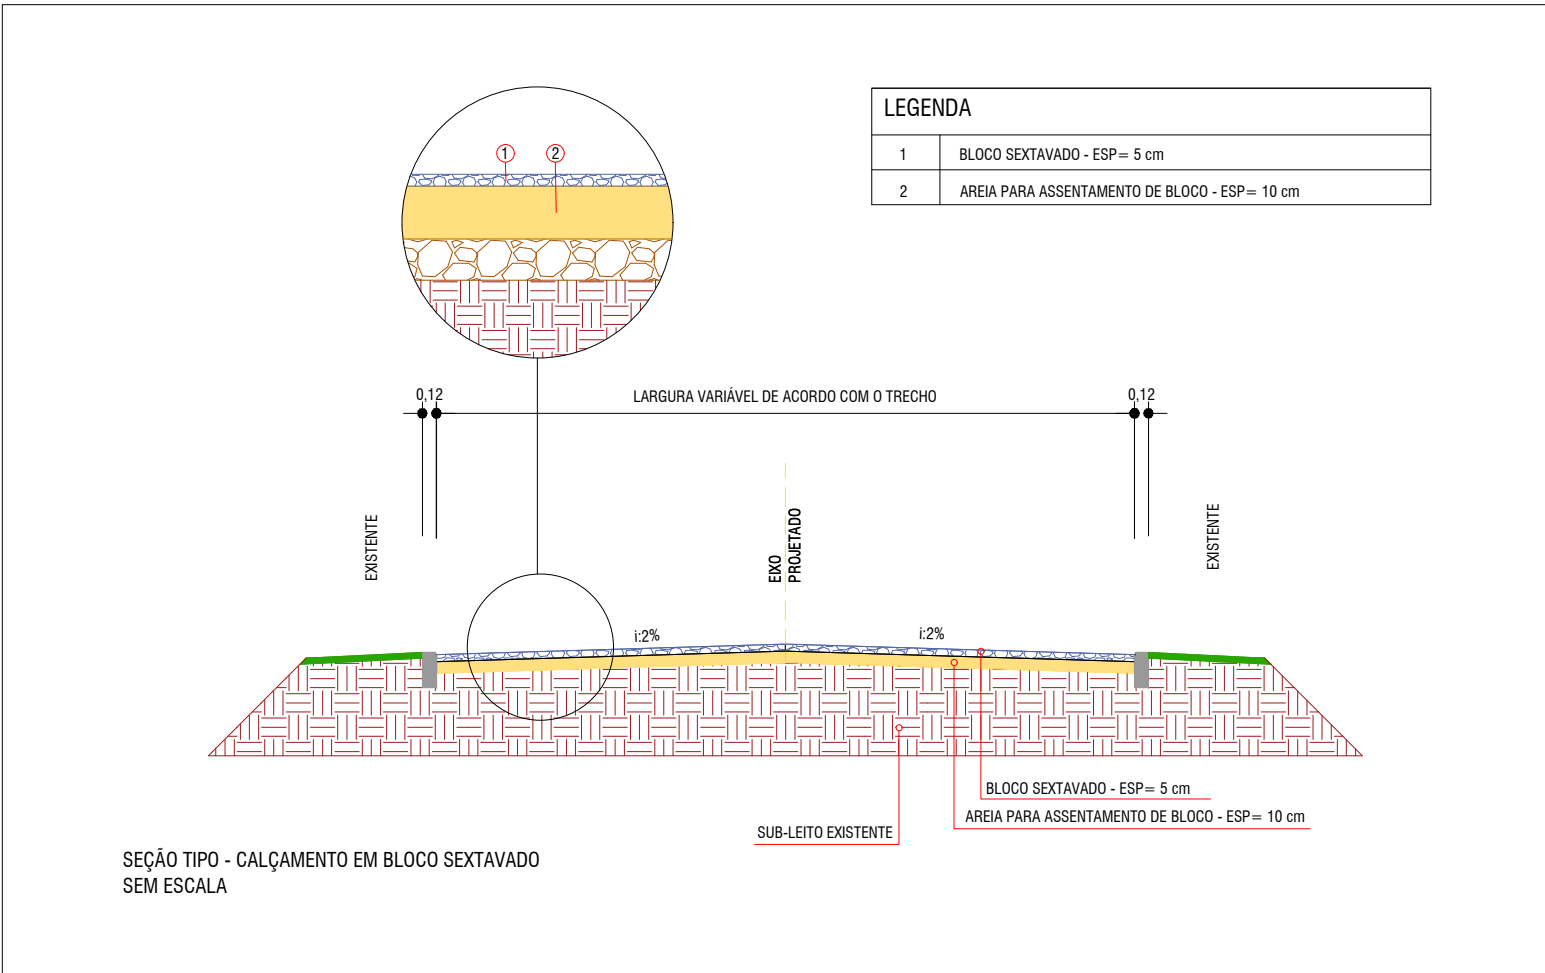 LEGENDA
1 BLOCO SEXTAVADO - ESP= 5 cm
2 AREIA PARA ASSENTAMENTO DE BLOCO - ESP= 10 cm
1 2
0,12 LARGURA VARIÁVEL DE ACORDO COM O TRECHO 0,12
EXISTENTE
EIXO
PROJETADO
EXISTENTE
i:2% i:2%
BLOCO SEXTAVADO - ESP= 5 cm
AREIA PARA ASSENTAMENTO DE BLOCO - ESP= 10 cm
SUB-LEITO EXISTENTE
SEÇÃO TIPO - CALÇAMENTO EM BLOCO SEXTAVADO
SEM ESCALA